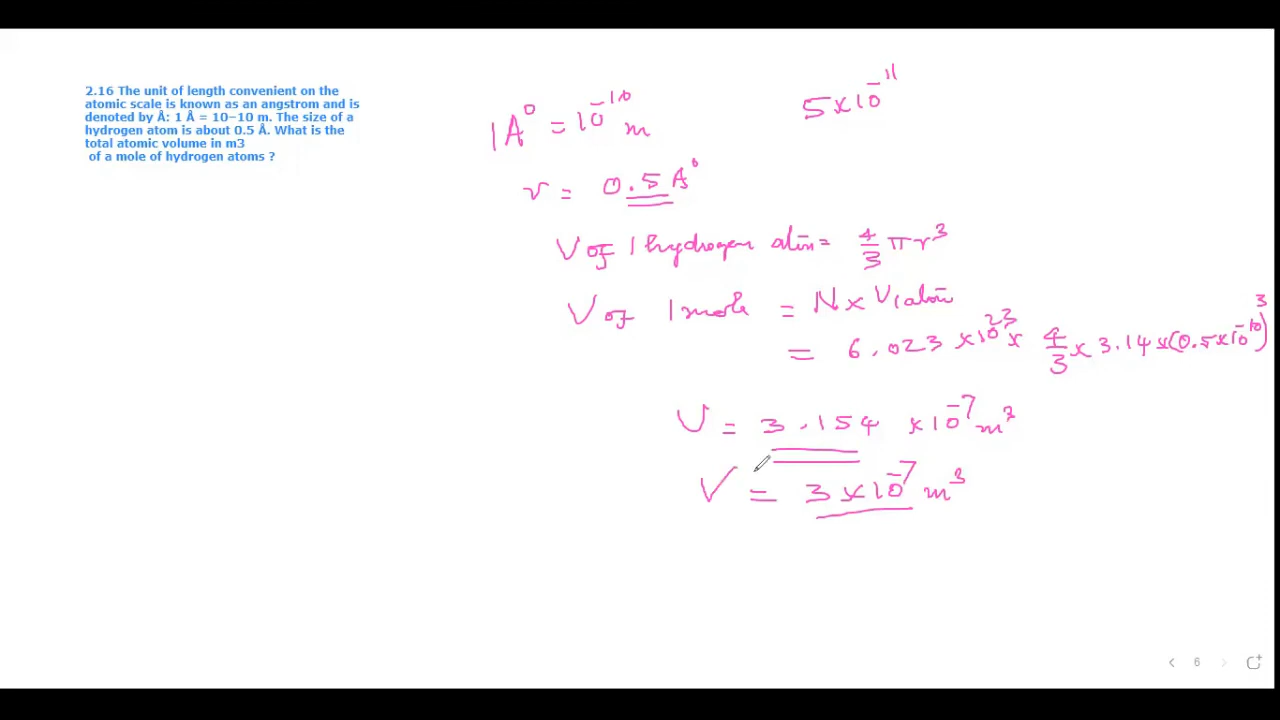 2.16 The unit of length convenient on the
atomic scale is known as an angstrom and is
denoted by Å: 1 Å = 10−10 m. The size of a
hydrogen atom is about 0.5 Å. What is the
total atomic volume in m3
of a mole of hydrogen atoms ?
5 x 10^-11
1 A° = 10^-10 m
r = 0.5 A°
V of 1 hydrogen atom = 4/3 πr^3
V of 1 mole = N x V 1 atom
= 6.023 x 10^23 x 4/3 x 3.14 x (0.5 x 10^-10)^3
V = 3.154 x 10^-7 m^3
V = 3 x 10^-7 m^3
6